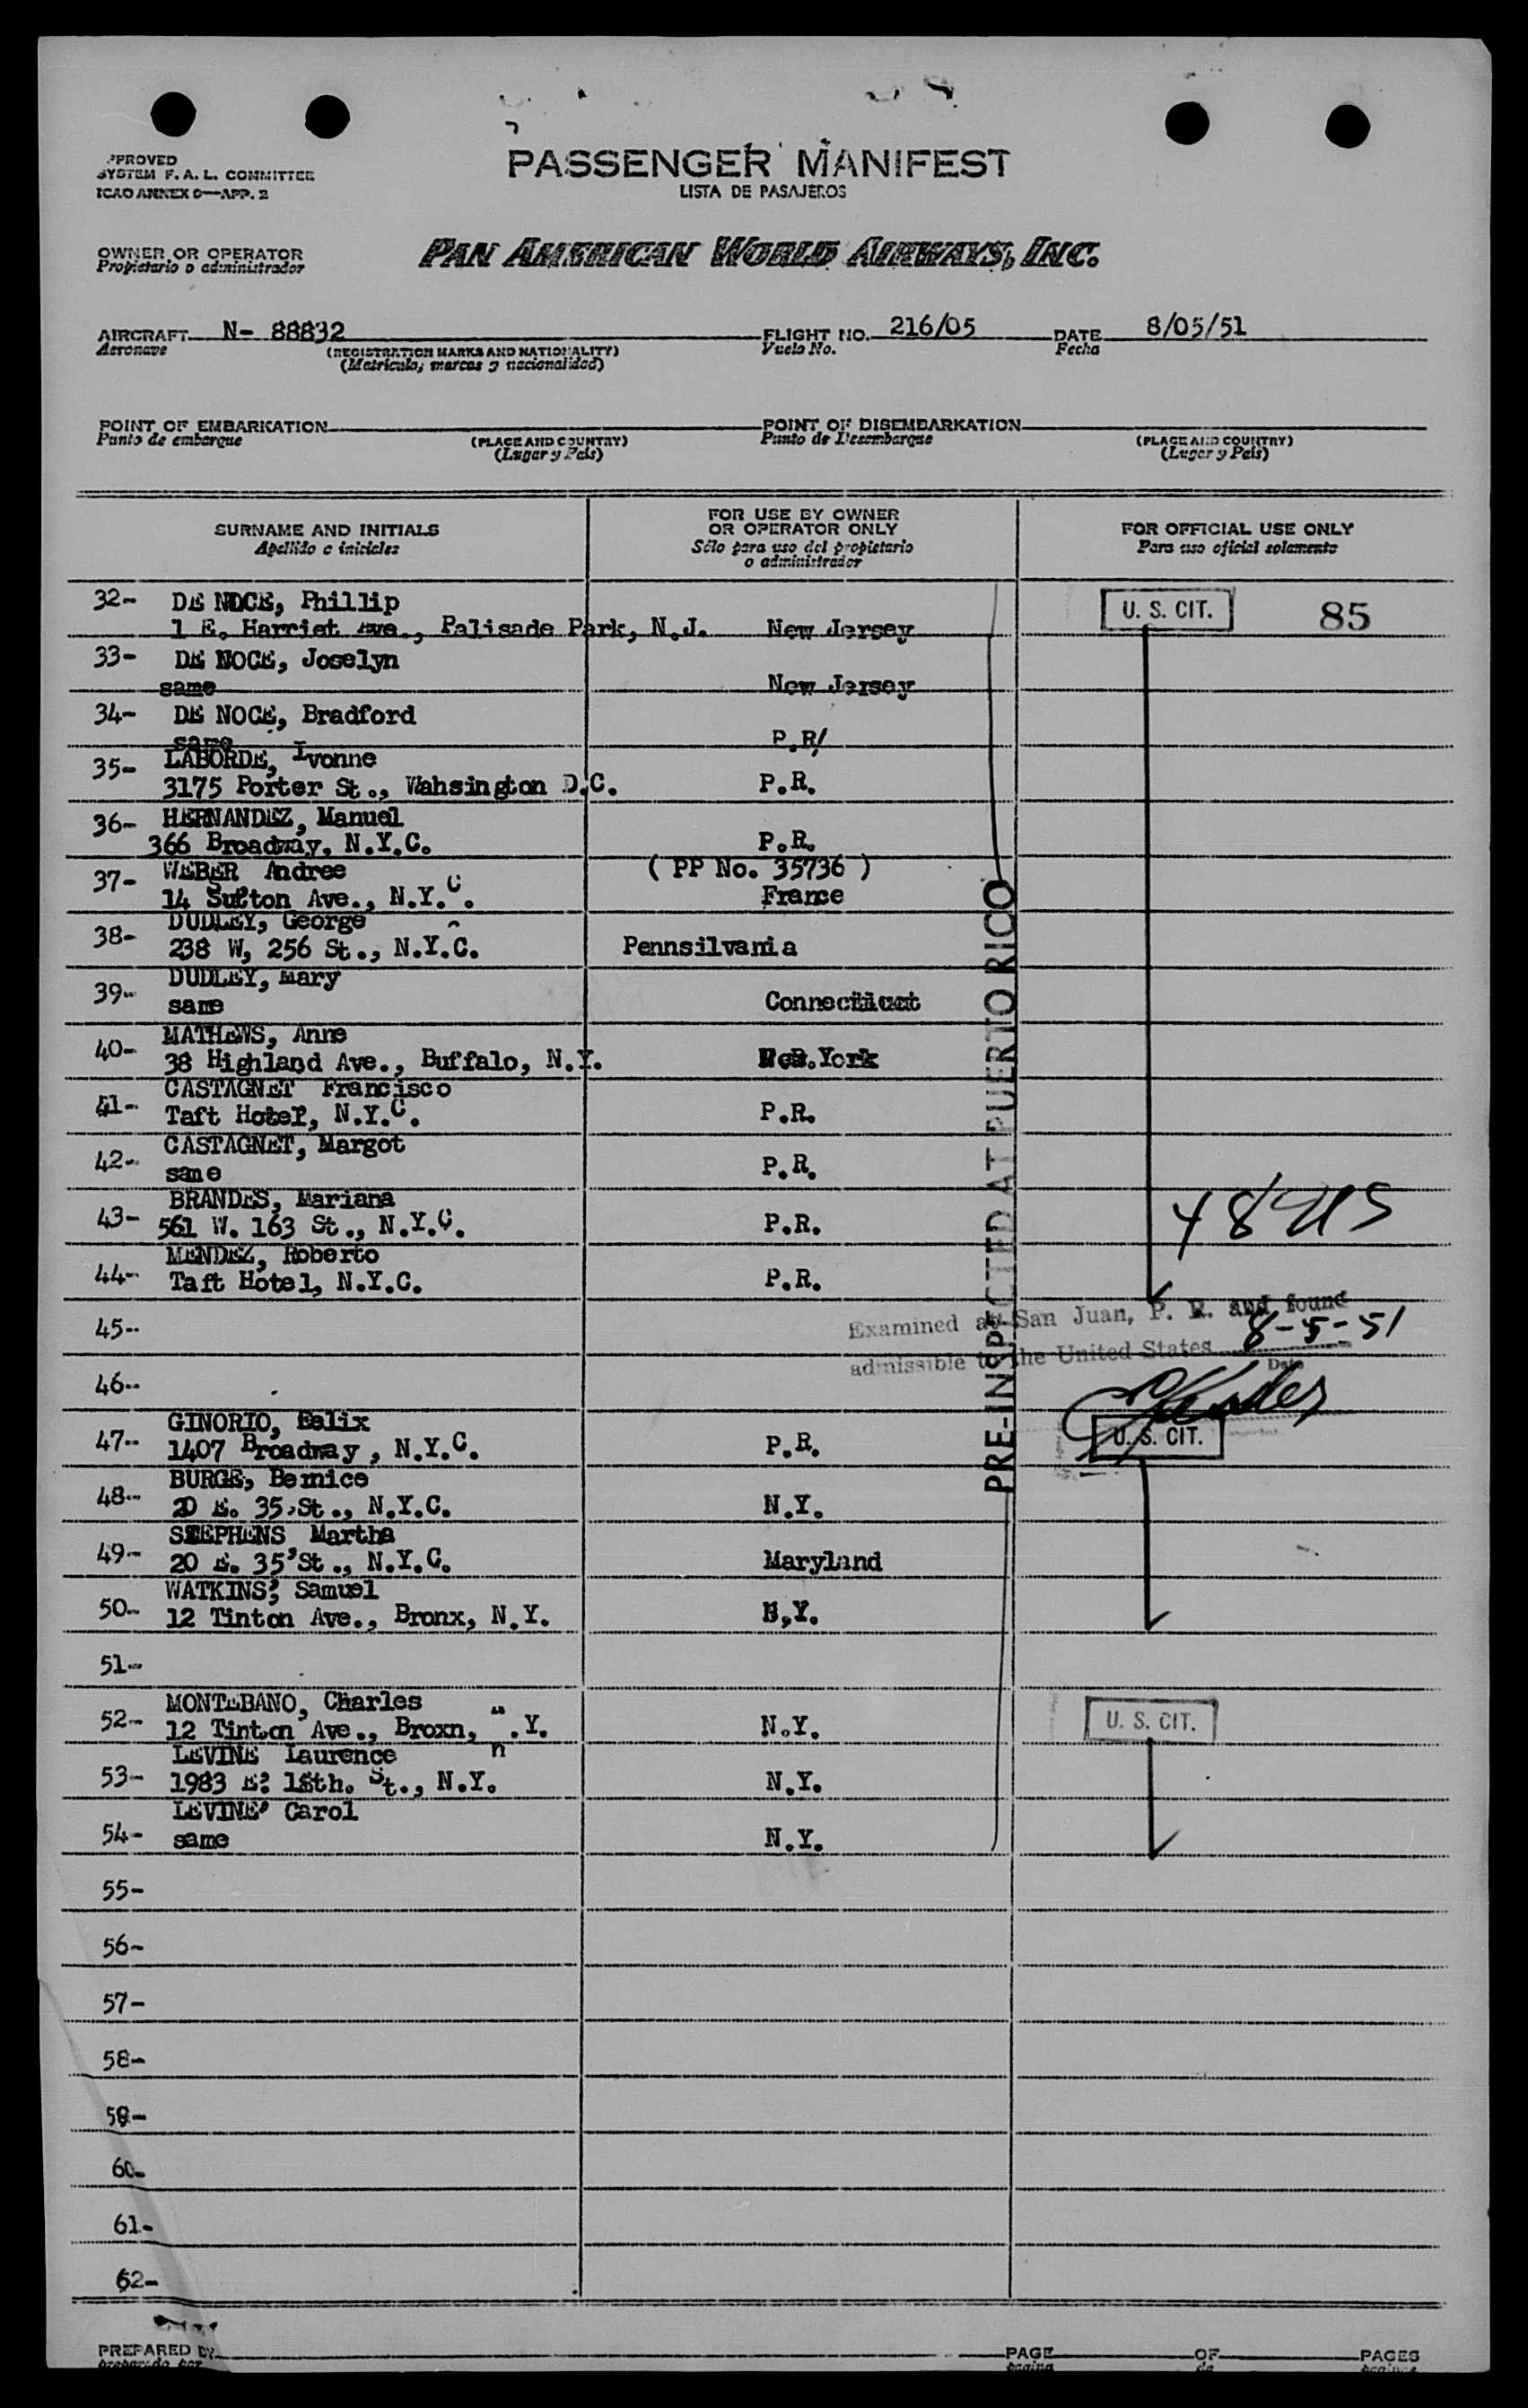 PASSENGER MANIFEST
LISTA DE PASAJEROS
SYSTEM F. A. L. COMMITTEE
ICAO ANNEX 9—APP. 2
OWNER OR OPERATOR
Propietario o administrador
PAN AMERICAN WORLD AIRWAYS, INC.
AIRCRAFT N- 88832 FLIGHT NO. 216/05 DATE 8/05/51
Aeronave (REGISTRATION MARKS AND NATIONALITY) Vuelo No. Fecha
(Matricula, marcas y nacionalidad)
POINT OF EMBARKATION POINT OF DISEMBARKATION
Punto de embarque (PLACE AND COUNTRY) Punto de Desembarque (PLACE AND COUNTRY)
(Lugar y Pais) (Lugar y Pais)
SURNAME AND INITIALS FOR USE BY OWNER OR OPERATOR ONLY FOR OFFICIAL USE ONLY
Apellido e iniciales Sólo para uso del propietario o administrador Para uso oficial solamente
32- DE NOCE, Phillip U. S. CIT. 85
1 E. Harriet Ave., Palisade Park, N.J. New Jersey
33- DE NOCE, Joselyn
same New Jersey
34- DE NOCE, Bradford
same P.R/
35- LABORDE, Ivonne
3175 Porter St., Wahsington D.C. P.R.
36- HERNANDEZ, Manuel
366 Broadway, N.Y.C. P.R.
37- WEBER Andree ( PP No. 35736 )
14 Sutton Ave., N.Y.C. France
38- DUDLEY, George
238 W, 256 St., N.Y.C. Pennsilvania
39- DUDLEY, Mary
same Connecticut
40- MATHEWS, Anne
38 Highland Ave., Buffalo, N.Y. New York
41- CASTAGNET Francisco
Taft Hotel, N.Y.C. P.R.
42- CASTAGNET, Margot
same P.R.
43- BRANDES, Mariana
561 W. 163 St., N.Y.C. P.R.
48 US
44- MENDEZ, Roberto
Taft Hotel, N.Y.C. P.R.
PRE-INSPECTED AT PUERTO RICO
45- Examined at San Juan, P. R. and found
admissible to the United States 8-5-51
Date
46-
47- GINORIO, Felix
1407 Broadway, N.Y.C. P.R. U. S. CIT.
48- BURGE, Bernice
20 E. 35 St., N.Y.C. N.Y.
49- STEPHENS Martha
20 E. 35 St., N.Y.C. Maryland
50- WATKINS, Samuel
12 Tinton Ave., Bronx, N.Y. N.Y.
51-
52- MONTEBANO, Charles
12 Tinton Ave., Broxn, N.Y. N.Y. U. S. CIT.
53- LEVINE Laurence
1983 E. 18th. St., N.Y. N.Y.
54- LEVINE, Carol
same N.Y.
55-
56-
57-
58-
59-
60-
61-
62-
PREPARED BY PAGE OF PAGES